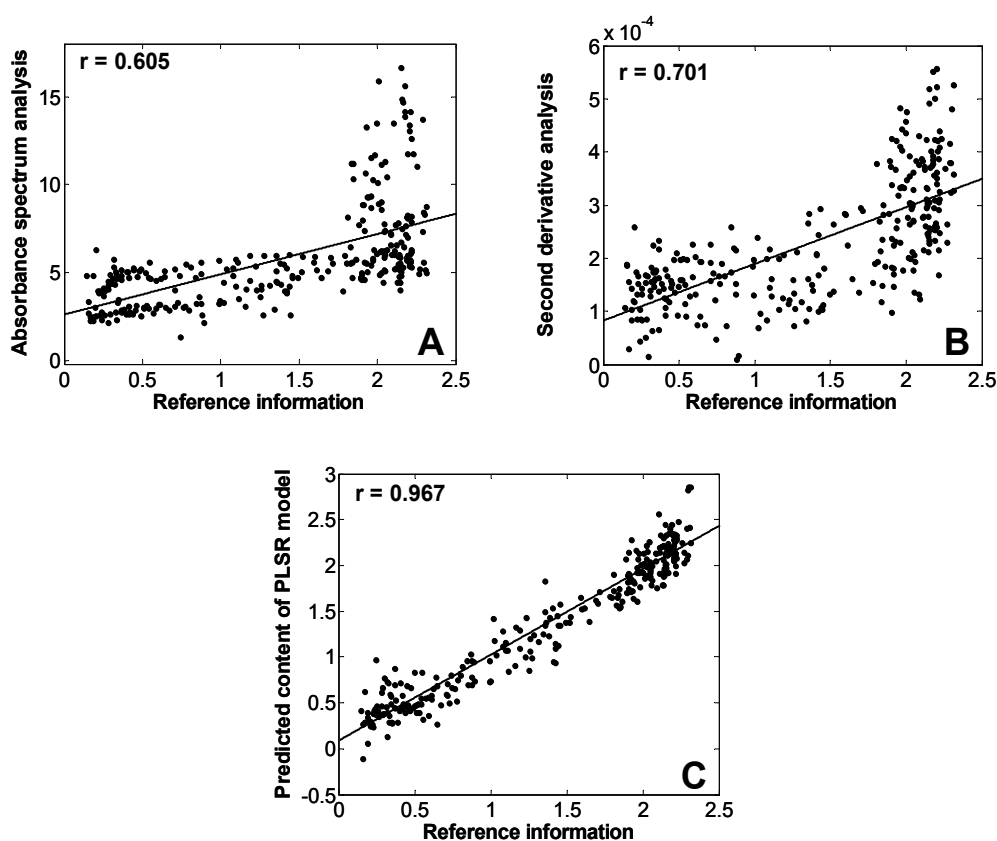 r = 0.605
Absorbance spectrum analysis
15
10
5
0
0 0.5 1 1.5 2 2.5
Reference information
A
x 10⁻⁴
r = 0.701
Second derivative analysis
6
5
4
3
2
1
0
0 0.5 1 1.5 2 2.5
Reference information
B
r = 0.967
Predicted content of PLSR model
3
2.5
2
1.5
1
0.5
0
-0.5
0 0.5 1 1.5 2 2.5
Reference information
C